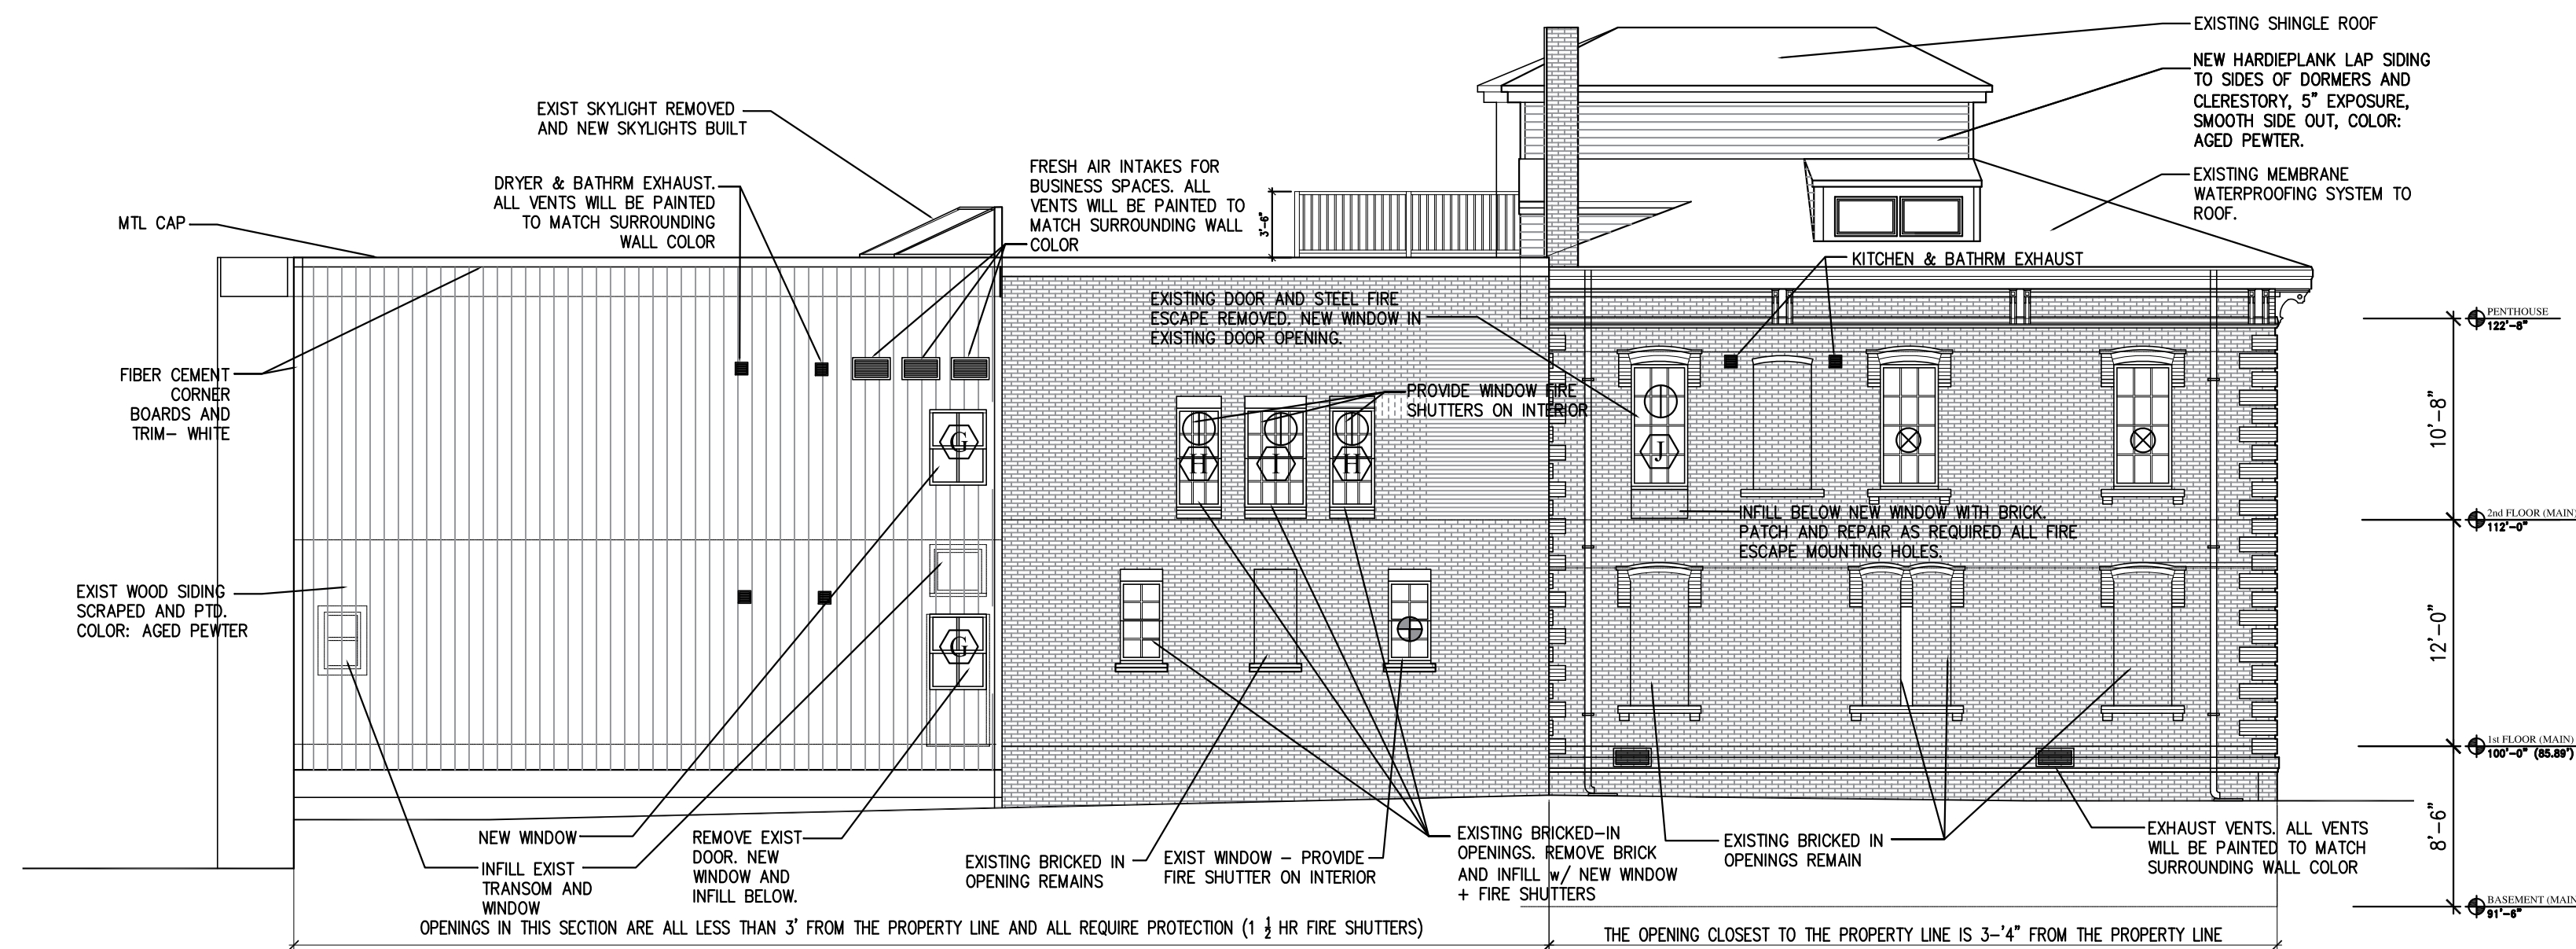 EXISTING SHINGLE ROOF
NEW HARDIEPLANK LAP SIDING
TO SIDES OF DORMERS AND
CLERESTORY, 5" EXPOSURE,
SMOOTH SIDE OUT, COLOR:
AGED PEWTER.
EXIST SKYLIGHT REMOVED
AND NEW SKYLIGHTS BUILT
FRESH AIR INTAKES FOR
BUSINESS SPACES. ALL
VENTS WILL BE PAINTED TO
MATCH SURROUNDING WALL
COLOR
DRYER & BATHRM EXHAUST.
ALL VENTS WILL BE PAINTED
TO MATCH SURROUNDING
WALL COLOR
EXISTING MEMBRANE
WATERPROOFING SYSTEM TO
ROOF.
MTL CAP
3'-6"
KITCHEN & BATHRM EXHAUST
EXISTING DOOR AND STEEL FIRE
ESCAPE REMOVED. NEW WINDOW IN
EXISTING DOOR OPENING.
PENTHOUSE
122'-8"
FIBER CEMENT
CORNER
BOARDS AND
TRIM- WHITE
PROVIDE WINDOW FIRE
SHUTTERS ON INTERIOR
10'-8"
G
H
I
H
J
INFILL BELOW NEW WINDOW WITH BRICK.
PATCH AND REPAIR AS REQUIRED ALL FIRE
ESCAPE MOUNTING HOLES.
2nd FLOOR (MAIN)
112'-0"
EXIST WOOD SIDING
SCRAPED AND PTD.
COLOR: AGED PEWTER
G
12'-0"
1st FLOOR (MAIN)
100'-0" (85.89')
NEW WINDOW
INFILL EXIST
TRANSOM AND
WINDOW
REMOVE EXIST
DOOR. NEW
WINDOW AND
INFILL BELOW.
EXISTING BRICKED IN
OPENING REMAINS
EXIST WINDOW - PROVIDE
FIRE SHUTTER ON INTERIOR
EXISTING BRICKED-IN
OPENINGS. REMOVE BRICK
AND INFILL w/ NEW WINDOW
+ FIRE SHUTTERS
EXISTING BRICKED IN
OPENINGS REMAIN
EXHAUST VENTS. ALL VENTS
WILL BE PAINTED TO MATCH
SURROUNDING WALL COLOR
8'-6"
BASEMENT (MAIN
91'-6"
OPENINGS IN THIS SECTION ARE ALL LESS THAN 3' FROM THE PROPERTY LINE AND ALL REQUIRE PROTECTION (1 ½ HR FIRE SHUTTERS)
THE OPENING CLOSEST TO THE PROPERTY LINE IS 3-'4" FROM THE PROPERTY LINE